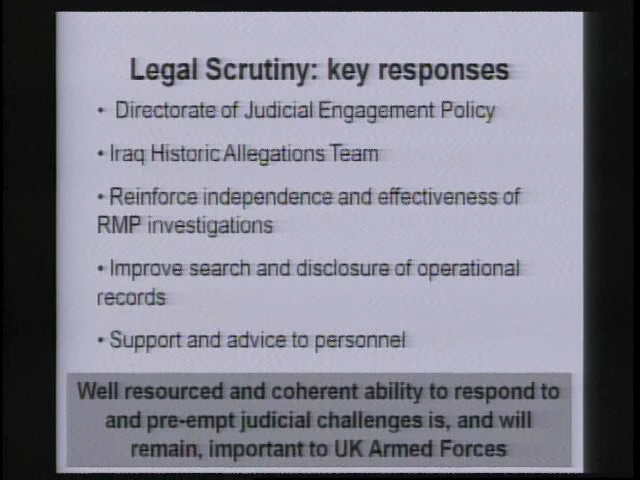 Legal Scrutiny: key responses
• Directorate of Judicial Engagement Policy
• Iraq Historic Allegations Team
• Reinforce independence and effectiveness of
RMP investigations
• Improve search and disclosure of operational
records
• Support and advice to personnel
Well resourced and coherent ability to respond to
and pre-empt judicial challenges is, and will
remain, important to UK Armed Forces